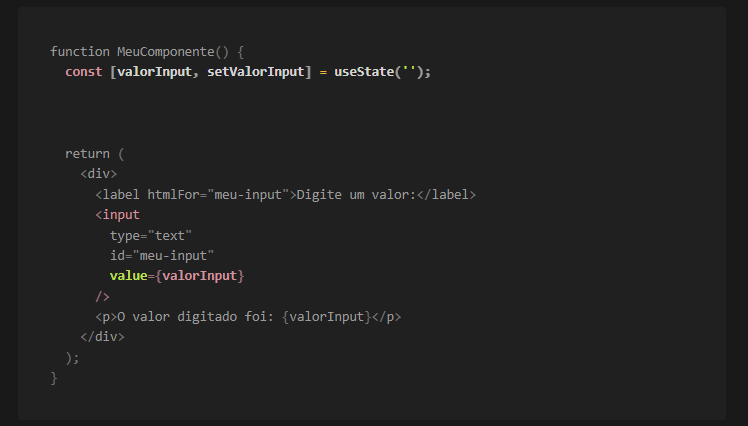 function MeuComponente() {
  const [valorInput, setValorInput] = useState('');
  return (
    <div>
      <label htmlFor="meu-input">Digite um valor:</label>
      <input
        type="text"
        id="meu-input"
        value={valorInput}
      />
      <p>O valor digitado foi: {valorInput}</p>
    </div>
  );
}